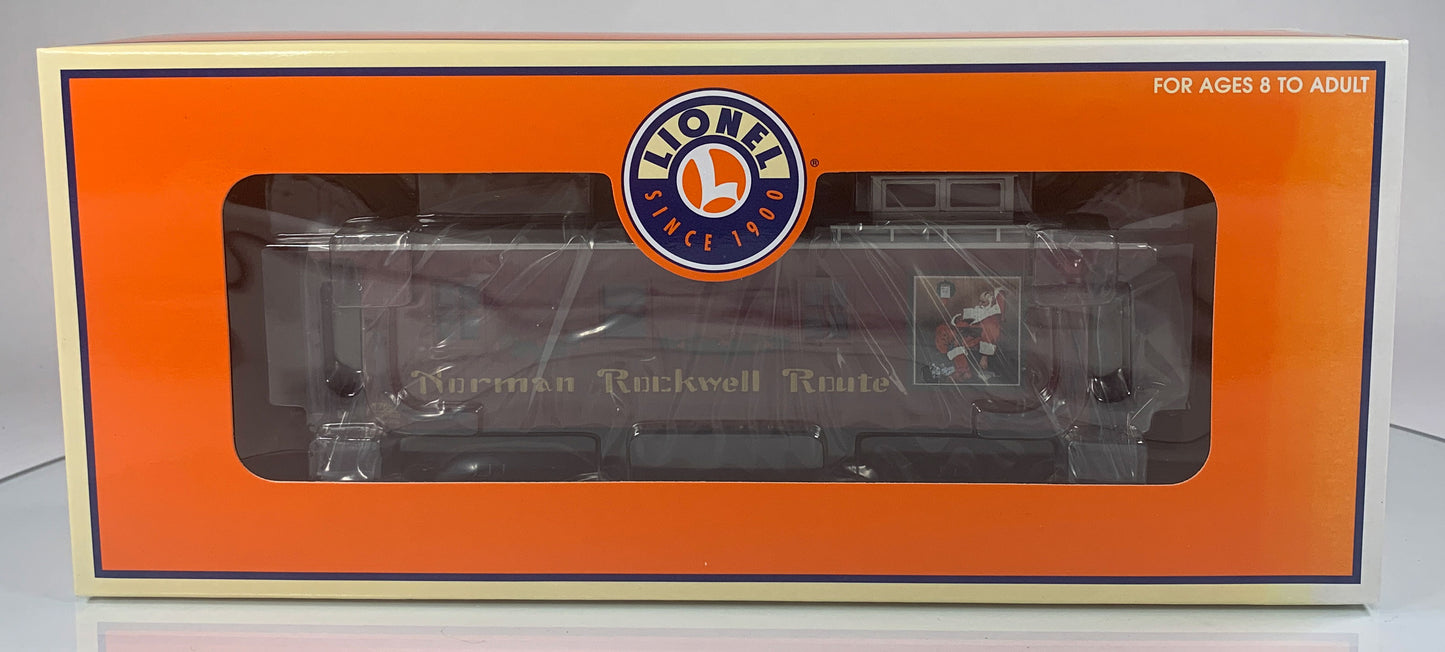 FOR AGES 8 TO ADULT
LIONEL
L
SINCE 1900
®
Norman Rockwell Route